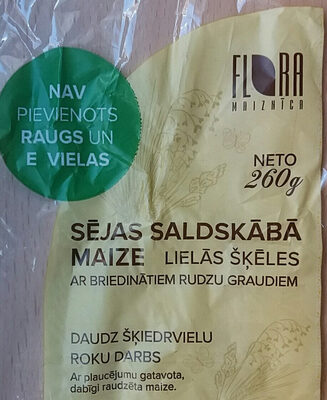 NAV
PIEVIENOTS
RAUGS UN
E VIELAS
FLORA
MAIZNĪCA
NETO
260g
SĒJAS SALDSKĀBĀ
MAIZE LIELĀS ŠĶĒLES
AR BRIEDINĀTIEM RUDZU GRAUDIEM
DAUDZ ŠĶIEDRVIELU
ROKU DARBS
Ar plaucējumu gatavota,
dabīgi raudzēta maize.